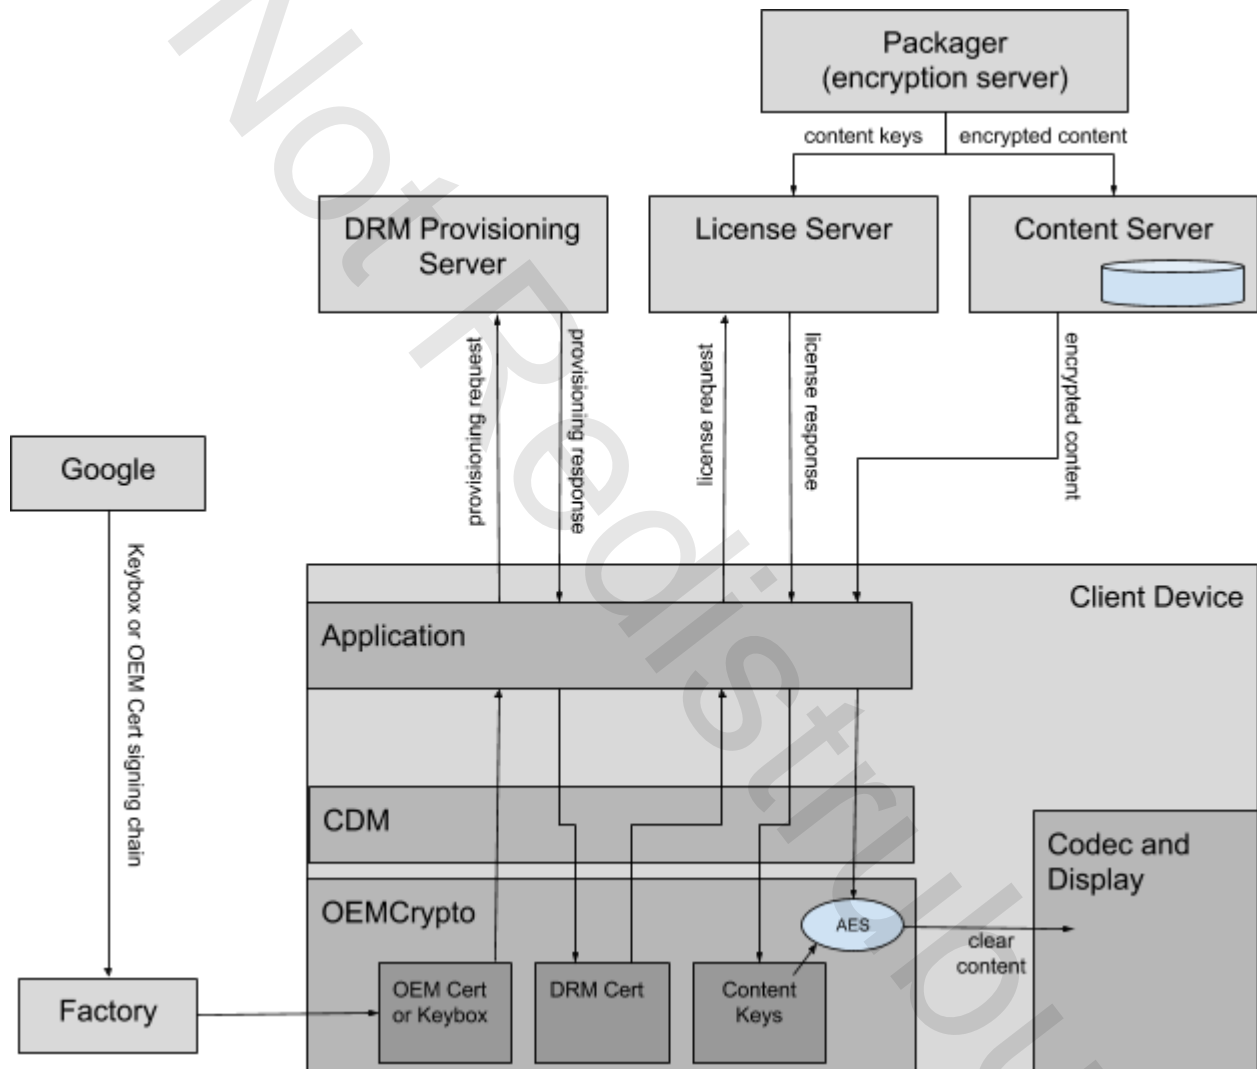 Packager
(encryption server)
content keys
encrypted content
DRM Provisioning
Server
License Server
Content Server
provisioning request
provisioning response
license request
license response
encrypted content
Google
Keybox or OEM Cert signing chain
Client Device
Application
CDM
Codec and
Display
OEMCrypto
AES
clear
content
OEM Cert
or Keybox
DRM Cert
Content
Keys
Factory
Not Redistribu